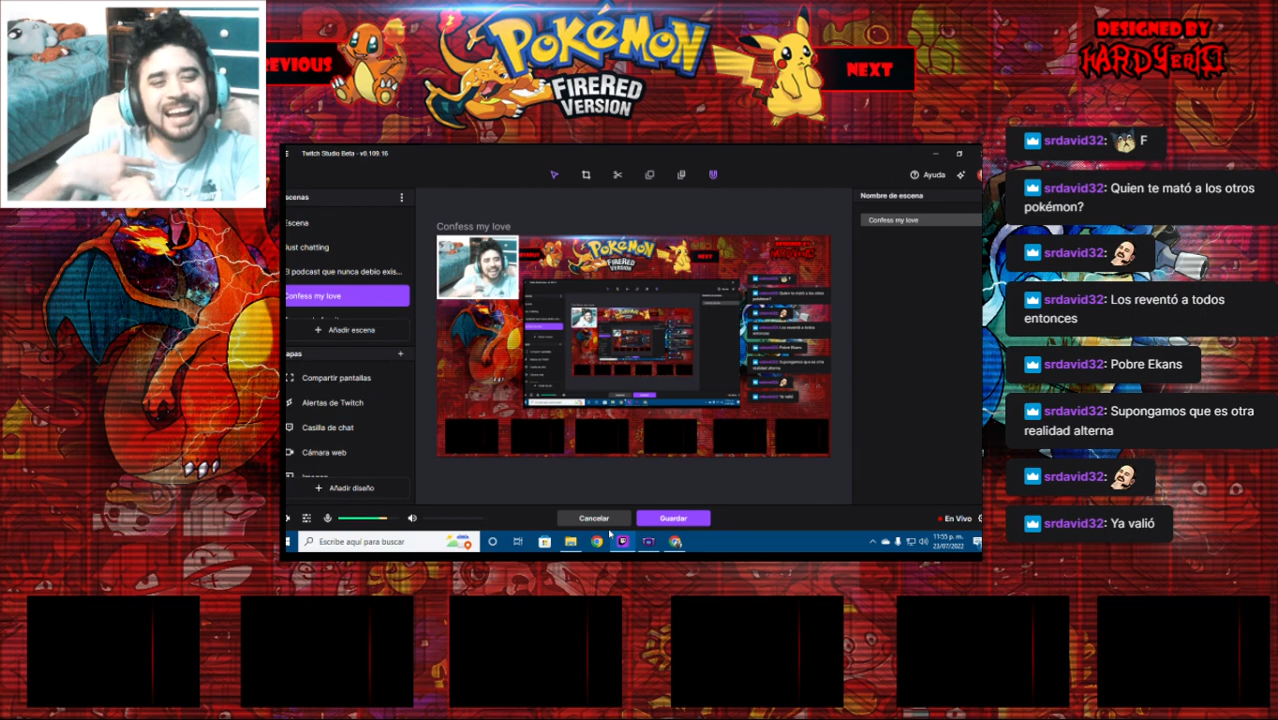 PREVIOUS
POKéMON
FIRERED
VERSION
NEXT
DESIGNED BY
HARDYerISI
Twitch Studio Beta - v0.109.16
Ayuda
Escenas
Escena
Just chatting
El podcast que nunca debio exis...
Confess my love
Añadir escena
Capas
Compartir pantallas
Alertas de Twitch
Casilla de chat
Cámara web
Añadir diseño
Confess my love
Nombre de escena
Confess my love
Cancelar
Guardar
En Vivo
Escribe aquí para buscar
11:55 p. m.
23/07/2022
srdavid32: F
srdavid32: Quien te mató a los otros
pokémon?
srdavid32:
srdavid32: Los reventó a todos
entonces
srdavid32: Pobre Ekans
srdavid32: Supongamos que es otra
realidad alterna
srdavid32:
srdavid32: Ya valió